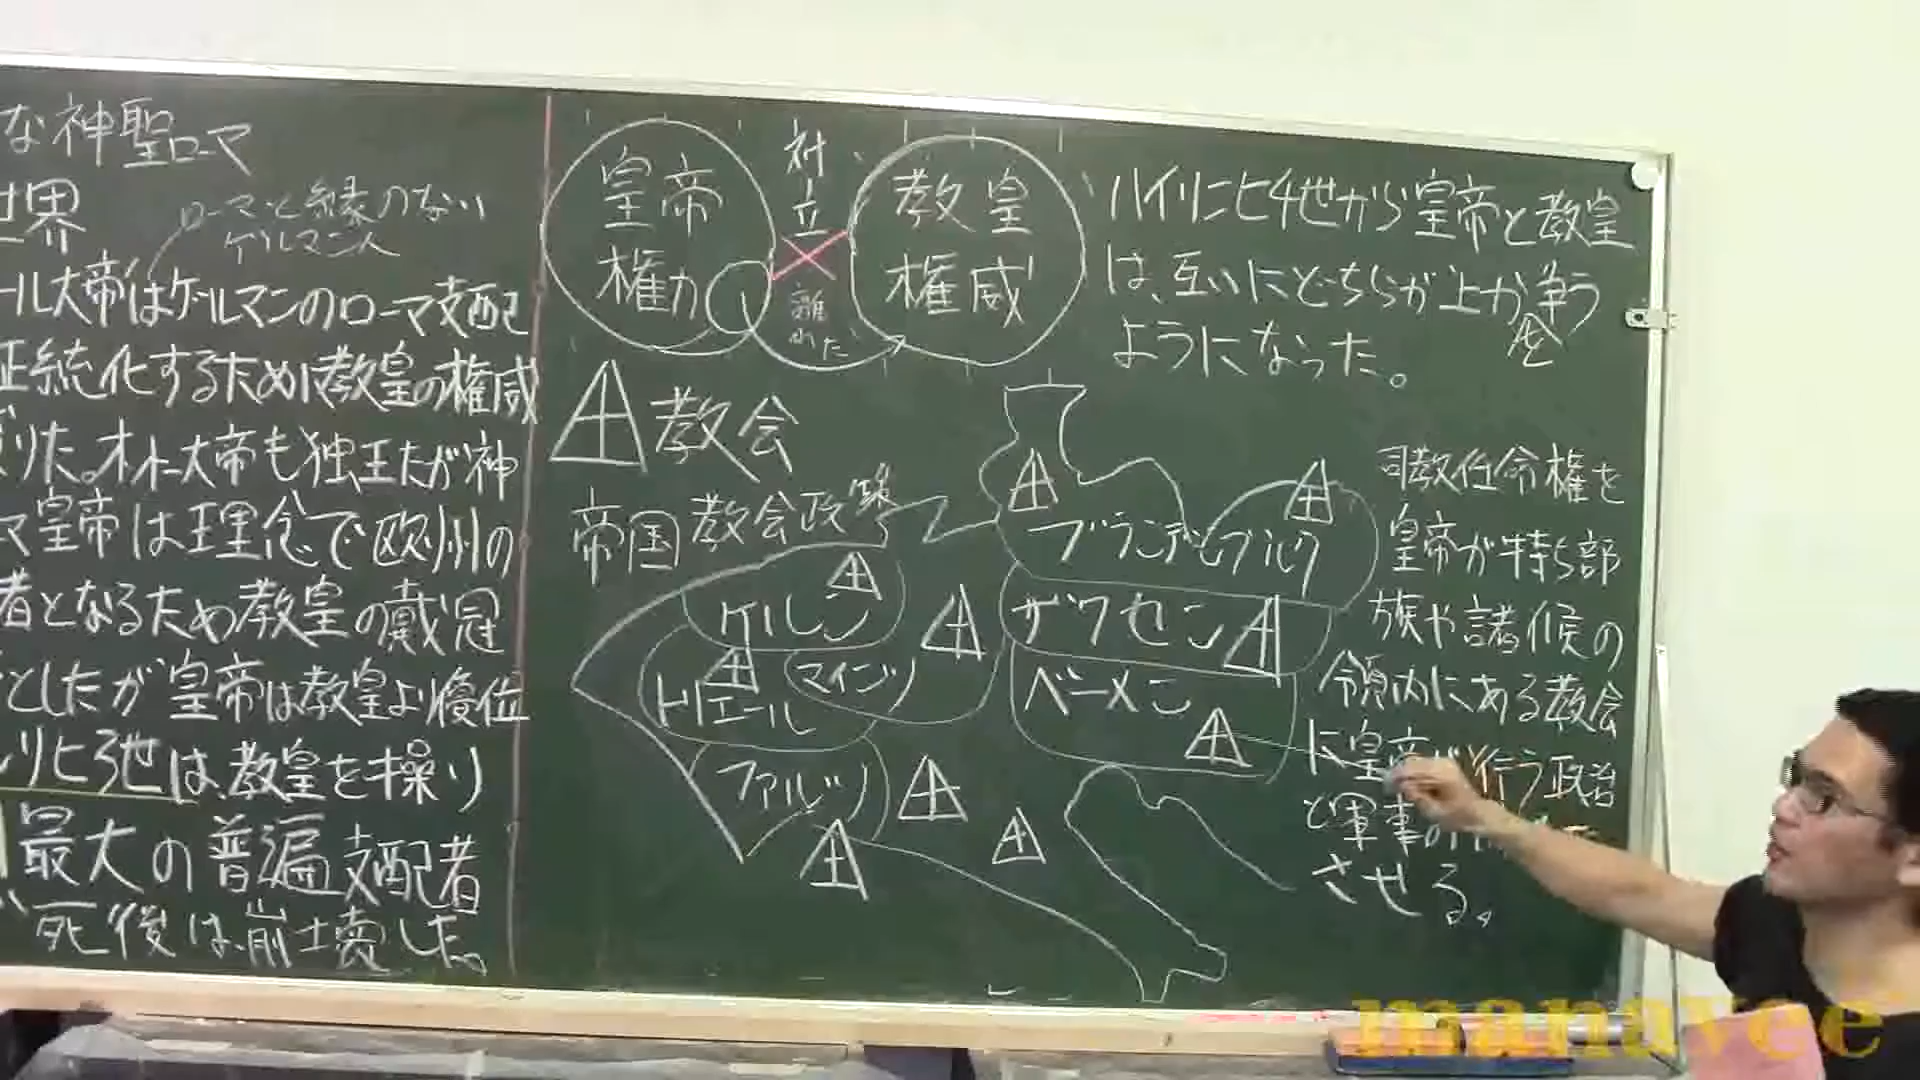 な神聖ローマ
世界
ローマと縁のない
ゲルマン人
ール大帝はゲルマンのローマ支配
正統化するために教皇の権威
りた。オットー大帝も独王だが神
マ皇帝は理念で欧州の
者となるため教皇の戴冠
としたが皇帝は教皇より優位
ンリヒ3世は、教皇を操り
最大の普遍支配者
死後は、崩壊した。
皇帝
権力
対立
離れた
教皇
権威
ハインリヒ4世から皇帝と教皇
は、互いにどちらが上か争う
ようになった。
教会
帝国教会政策
ブランデンブルク
ケルン
ザクセン
トリエール
マインツ
ベーメン
ファルツ
司教任命権を
皇帝が持ち部
族や諸候の
領内にある教会
に皇帝が行う政治
と軍事の
させる。
manavee